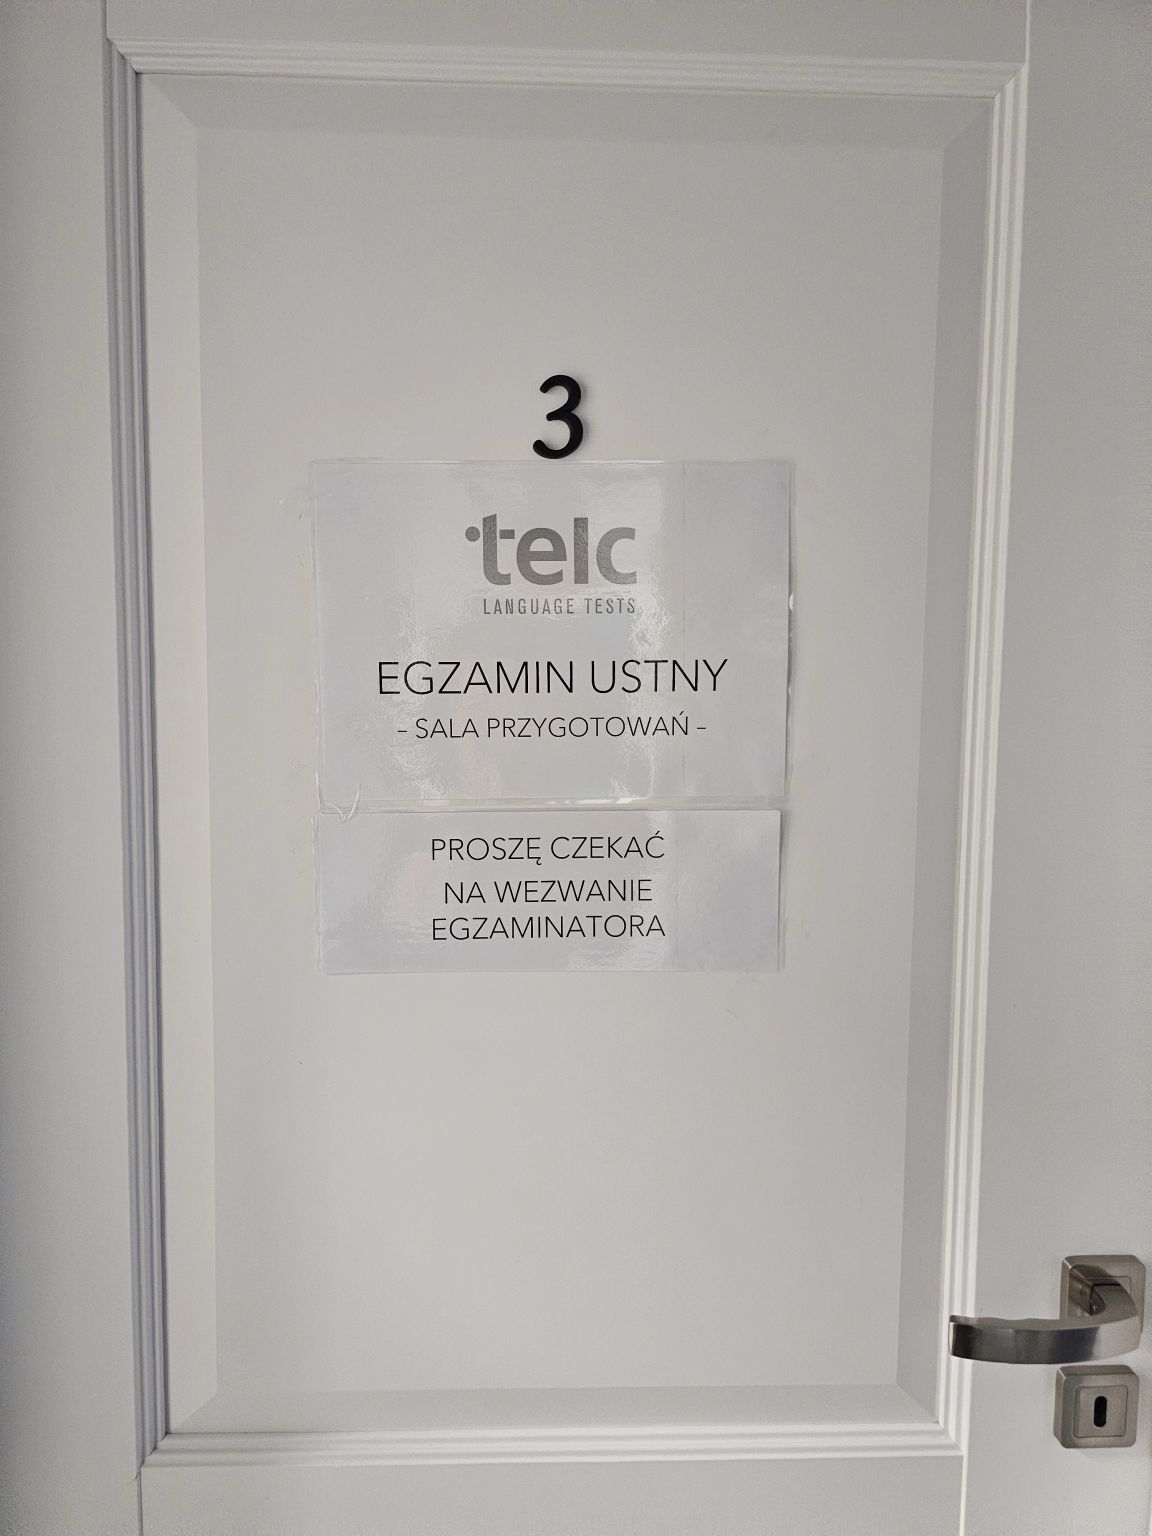 3
telc
LANGUAGE TESTS
EGZAMIN USTNY
– SALA PRZYGOTOWAŃ –
PROSZĘ CZEKAĆ
NA WEZWANIE
EGZAMINATORA